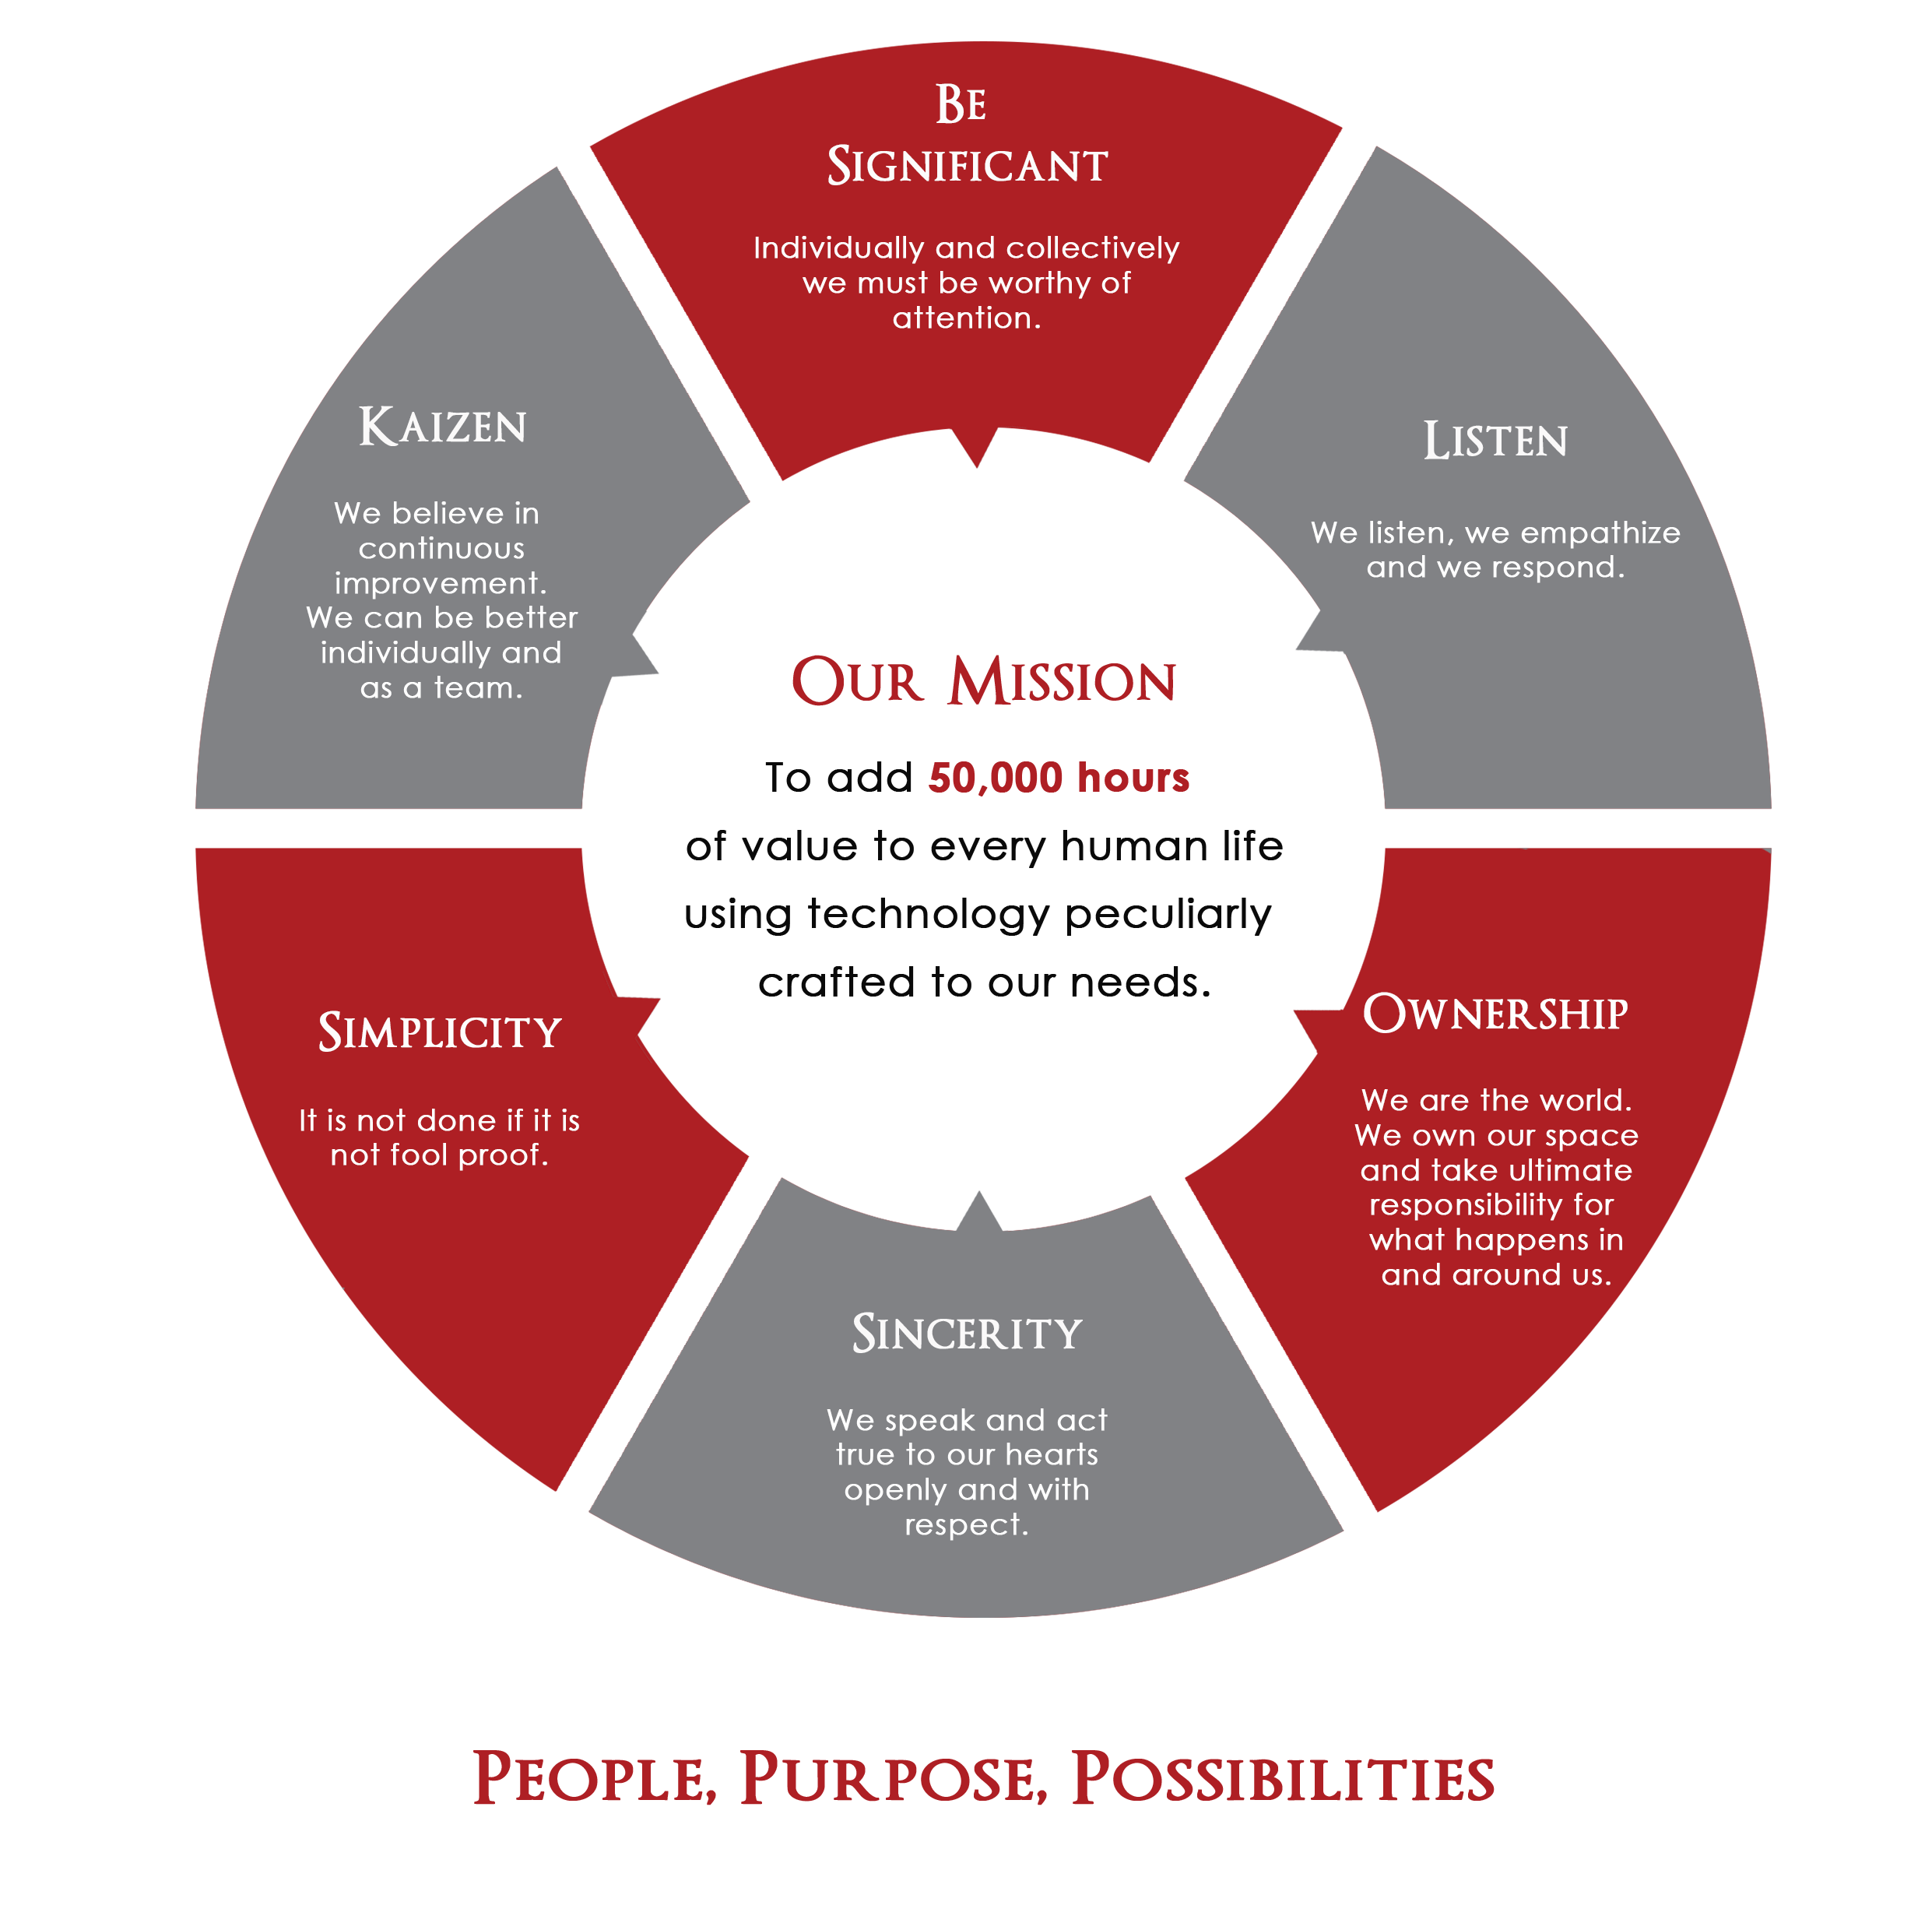 Be
Significant
Individually and collectively
we must be worthy of
attention.
Listen
We listen, we empathize
and we respond.
Ownership
We are the world.
We own our space
and take ultimate
responsibility for
what happens in
and around us.
Sincerity
We speak and act
true to our hearts
openly and with
respect.
Simplicity
It is not done if it is
not fool proof.
Kaizen
We believe in
continuous
improvement.
We can be better
individually and
as a team.
Our Mission
To add 50,000 hours
of value to every human life
using technology peculiarly
crafted to our needs.
People, Purpose, Possibilities